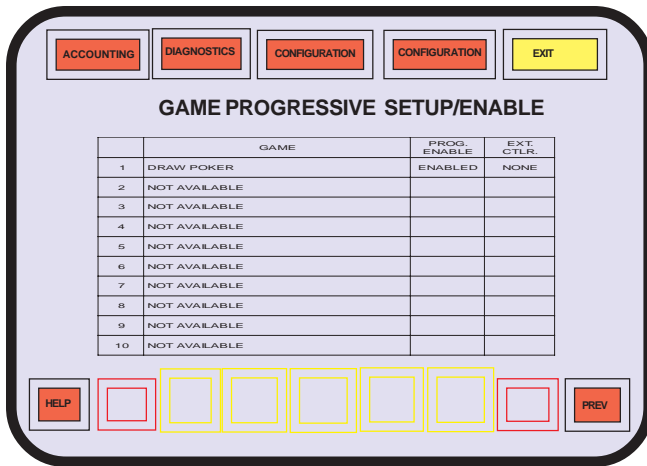 ACCOUNTING DIAGNOSTICS CONFIGURATION CONFIGURATION EXIT
GAME PROGRESSIVE SETUP/ENABLE
GAME PROG. ENABLE EXT. CTLR.
1 DRAW POKER ENABLED NONE
2 NOT AVAILABLE
3 NOT AVAILABLE
4 NOT AVAILABLE
5 NOT AVAILABLE
6 NOT AVAILABLE
7 NOT AVAILABLE
8 NOT AVAILABLE
9 NOT AVAILABLE
10 NOT AVAILABLE
HELP PREV